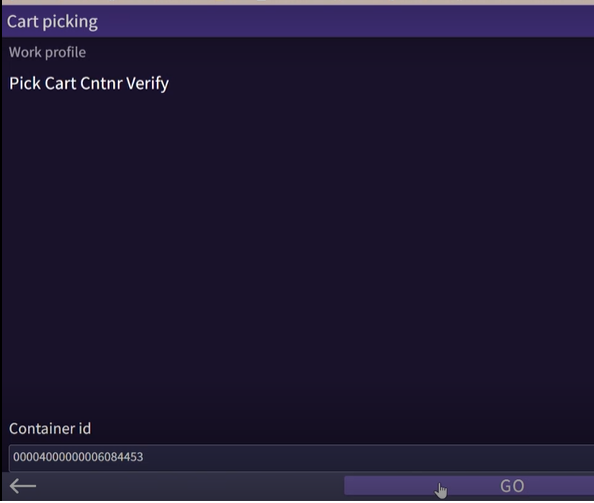 Cart picking
Work profile
Pick Cart Cntnr Verify
Container id
00004000000006084453
GO